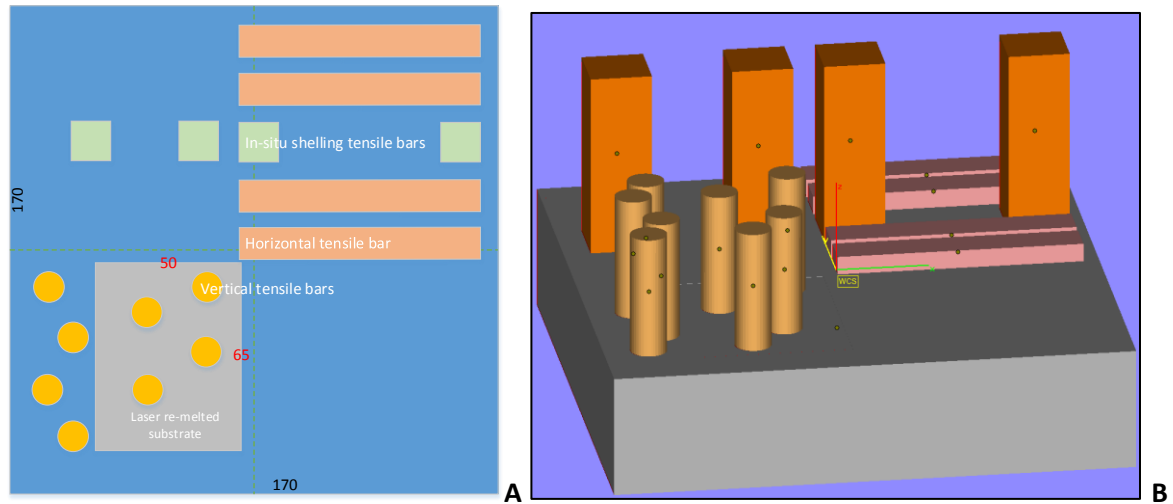 In-situ shelling tensile bars
170
Horizontal tensile bar
50
Vertical tensile bars
65
Laser re-melted
substrate
170
A
z
WCS
B